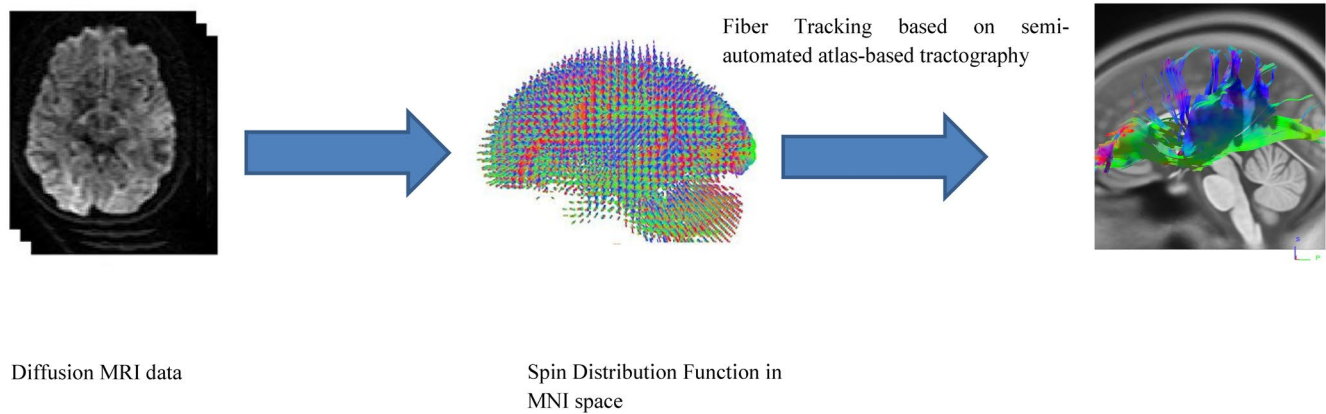 Fiber Tracking based on semi-
automated atlas-based tractography
S
P
Diffusion MRI data
Spin Distribution Function in
MNI space